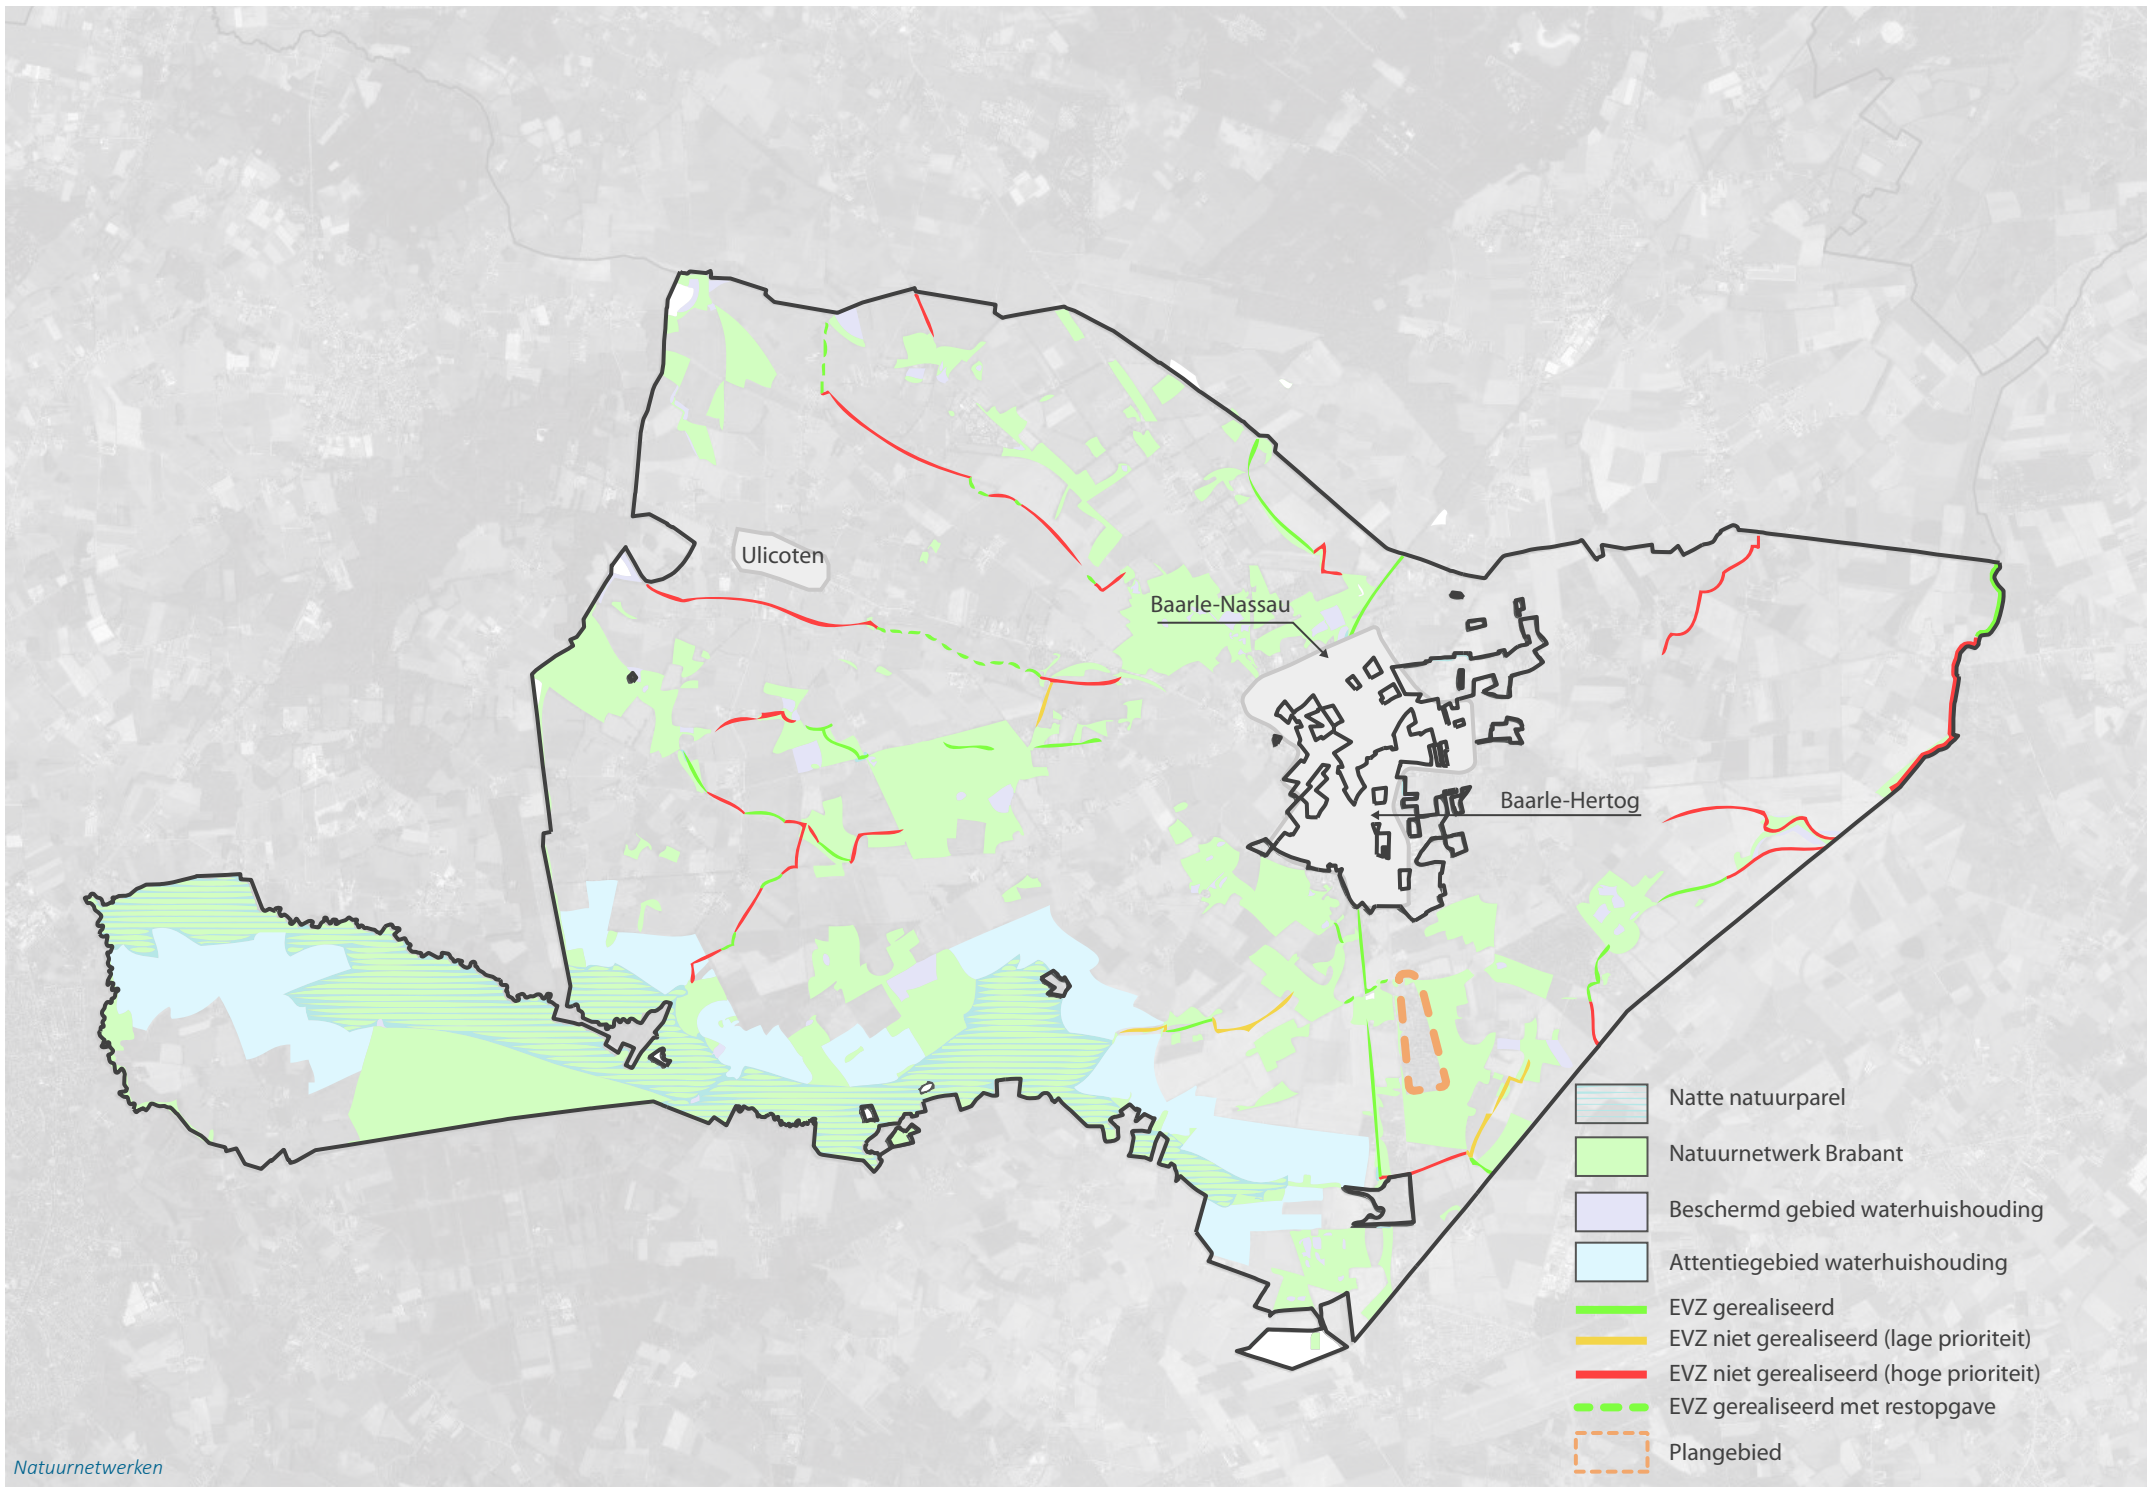 Ulicoten
Baarle-Nassau
Baarle-Hertog
Natte natuurparel
Natuurnetwerk Brabant
Beschermd gebied waterhuishouding
Attentiegebied waterhuishouding
EVZ gerealiseerd
EVZ niet gerealiseerd (lage prioriteit)
EVZ niet gerealiseerd (hoge prioriteit)
EVZ gerealiseerd met restopgave
Plangebied
Natuurnetwerken